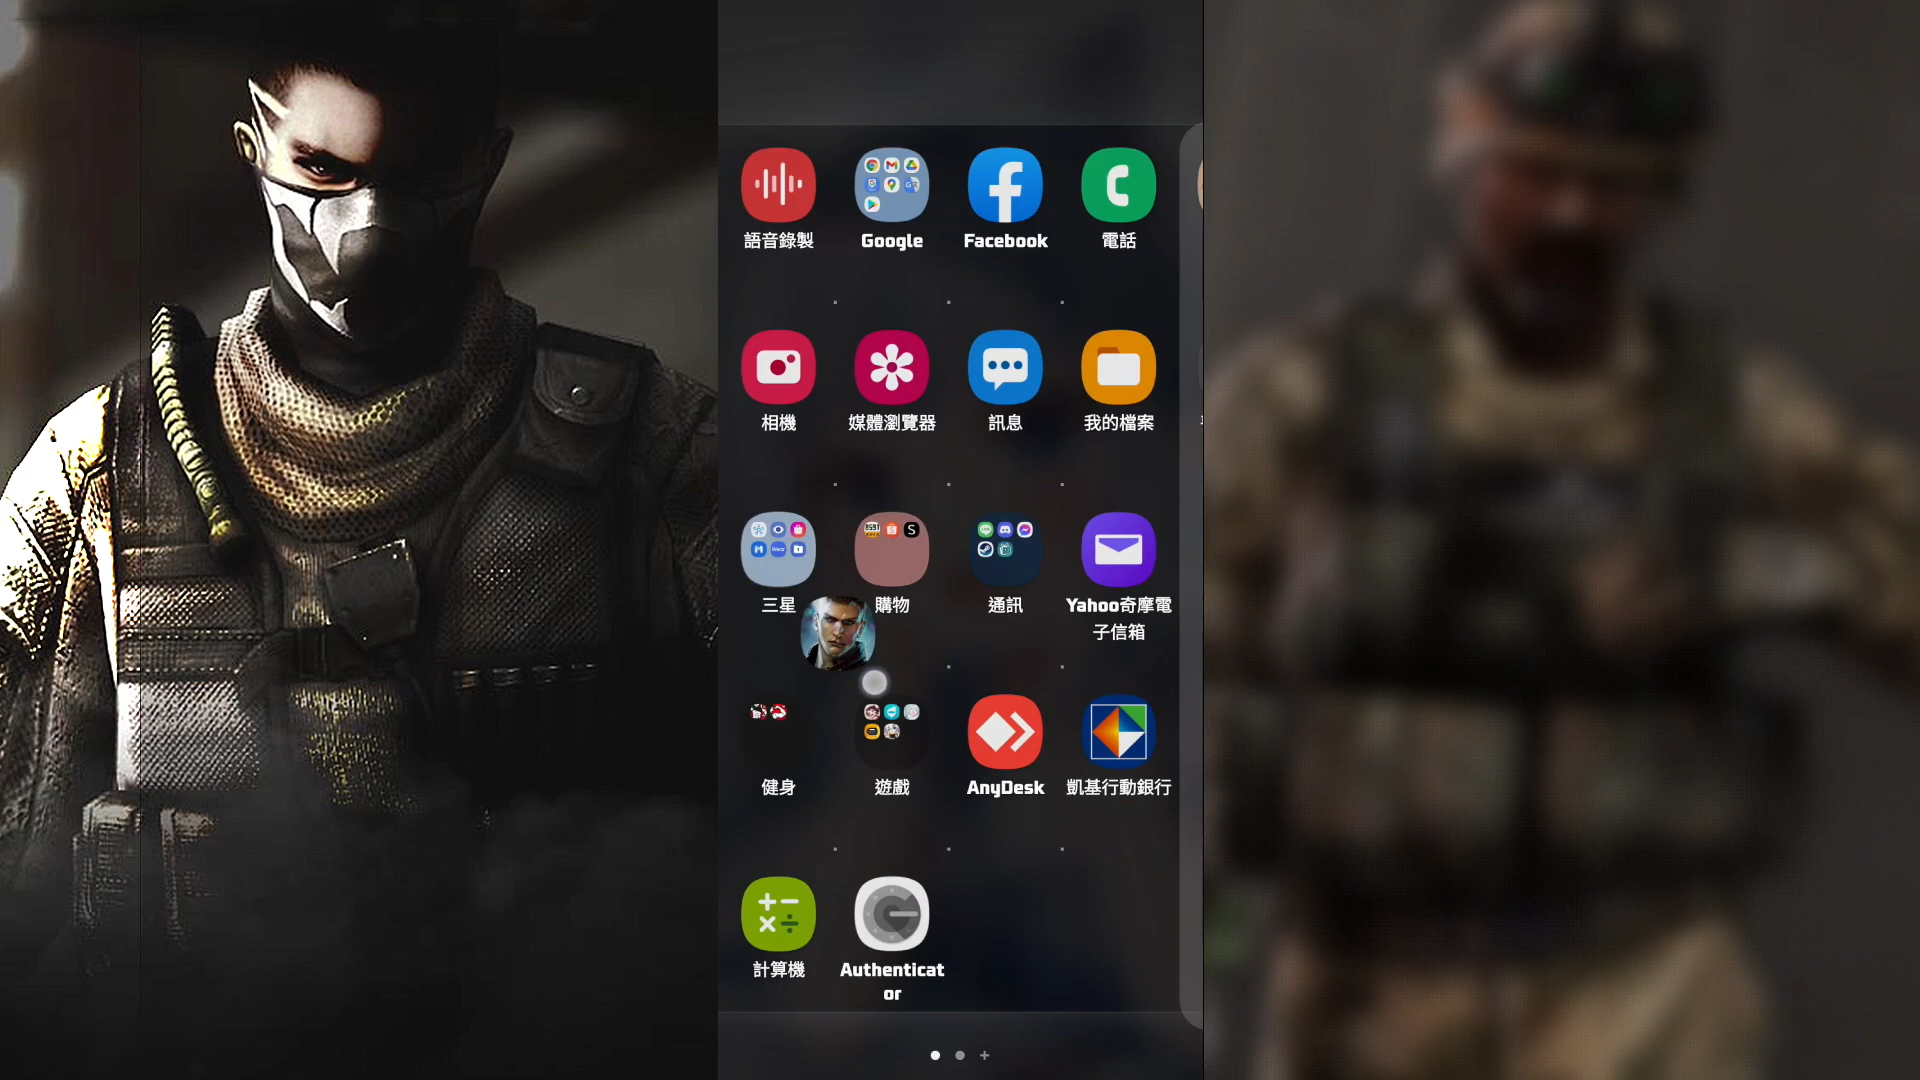 語音錄製
Google
Facebook
電話
相機
媒體瀏覽器
訊息
我的檔案
8591
S
Wear
三星
購物
通訊
Yahoo奇摩電
子信箱
健身
遊戲
AnyDesk
凱基行動銀行
計算機
Authenticat
or